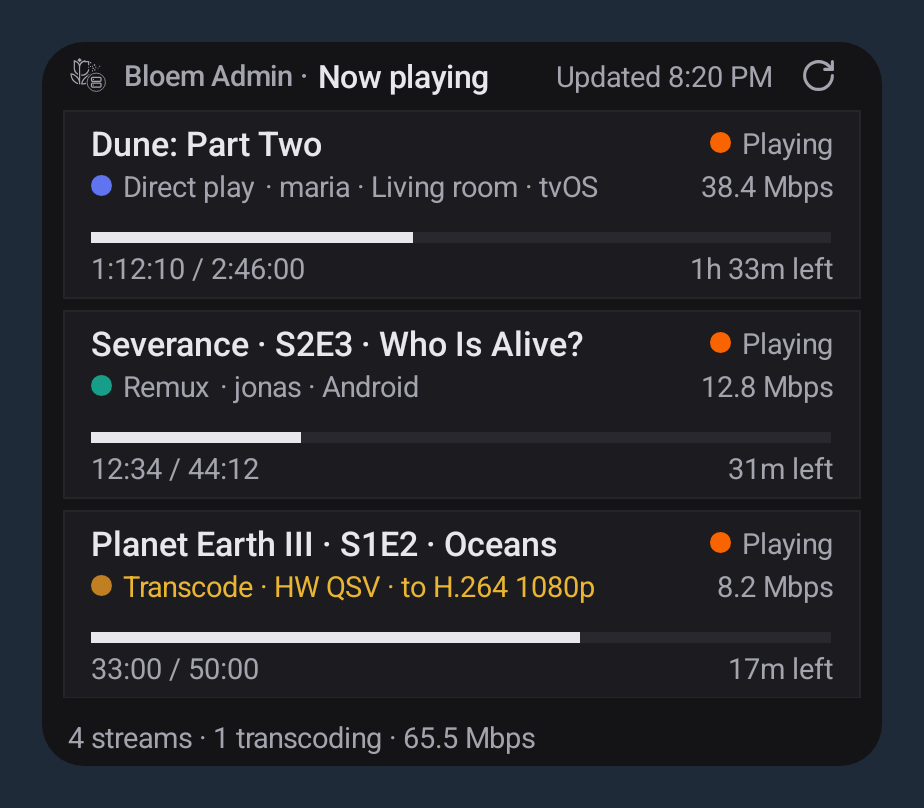 Bloem Admin · Now playing
Updated 8:20 PM
Dune: Part Two
Playing
Direct play · maria · Living room · tvOS
38.4 Mbps
1:12:10 / 2:46:00
1h 33m left
Severance · S2E3 · Who Is Alive?
Playing
Remux · jonas · Android
12.8 Mbps
12:34 / 44:12
31m left
Planet Earth III · S1E2 · Oceans
Playing
Transcode · HW QSV · to H.264 1080p
8.2 Mbps
33:00 / 50:00
17m left
4 streams · 1 transcoding · 65.5 Mbps